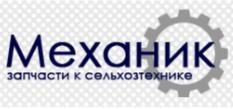 Механик
запчасти к сельхозтехнике